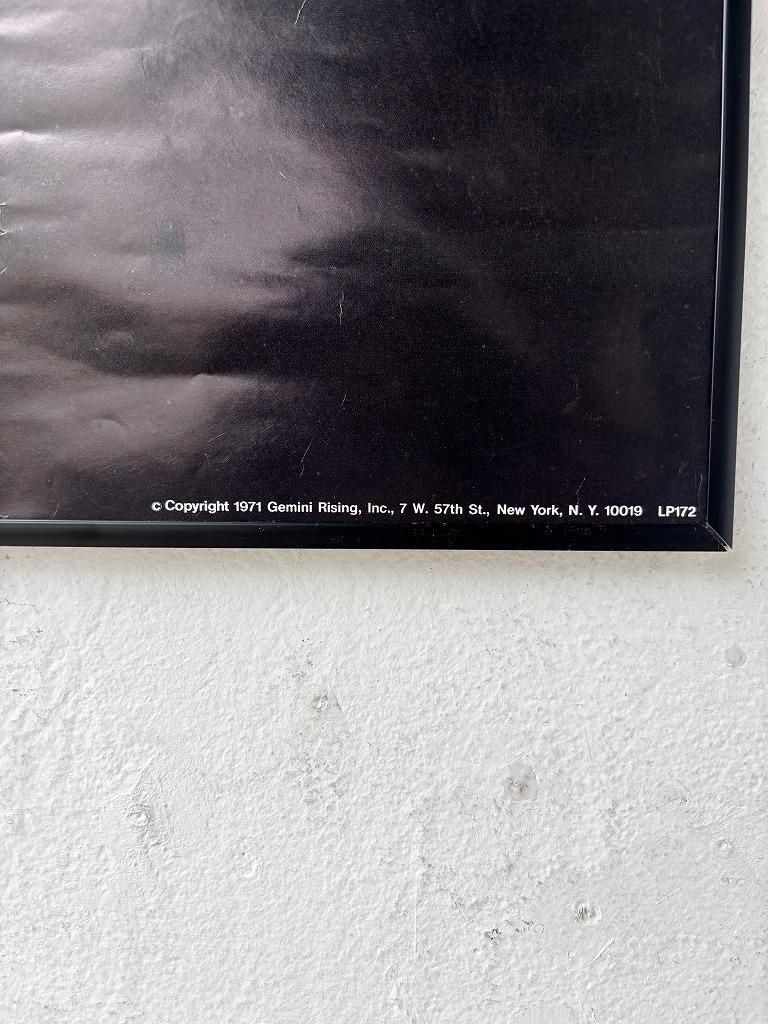 © Copyright 1971 Gemini Rising, Inc., 7 W. 57th St., New York, N. Y. 10019 LP172